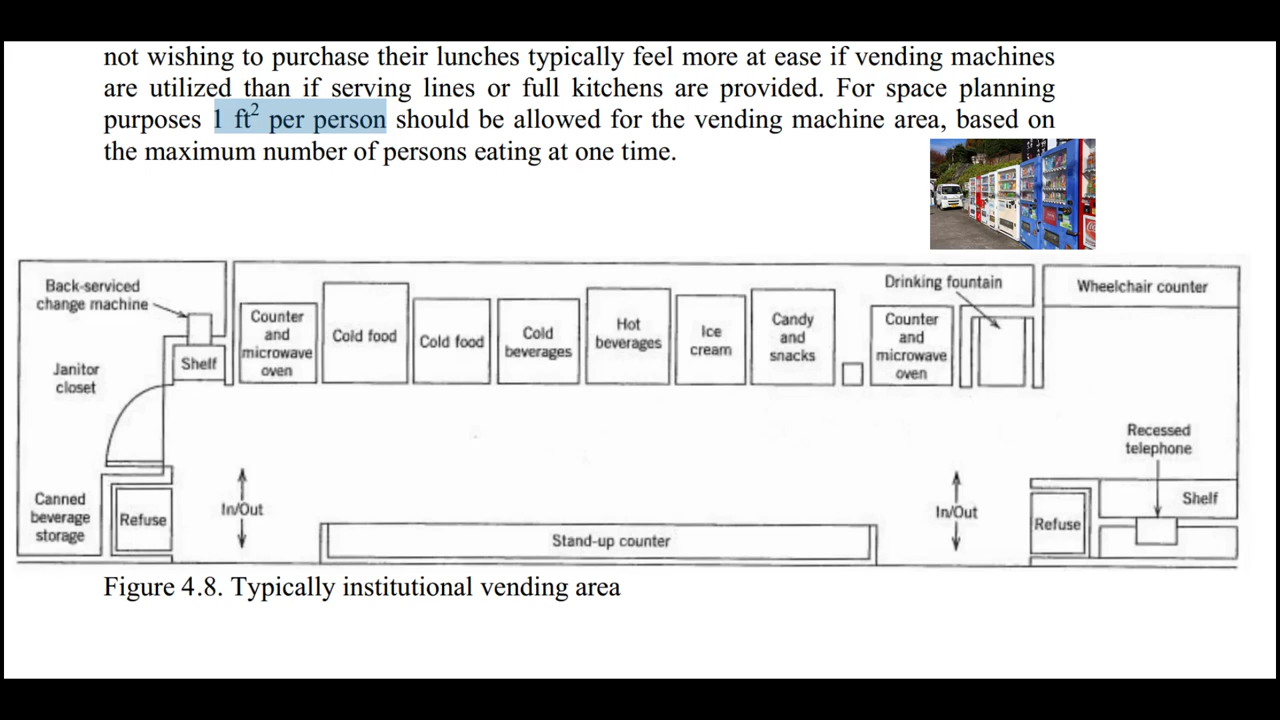 not wishing to purchase their lunches typically feel more at ease if vending machines
are utilized than if serving lines or full kitchens are provided. For space planning
purposes 1 ft² per person should be allowed for the vending machine area, based on
the maximum number of persons eating at one time.
Back-serviced
change machine
Shelf
Janitor
closet
Canned
beverage
storage
Refuse
In/Out
Counter
and
microwave
oven
Cold food
Cold food
Cold
beverages
Hot
beverages
Ice
cream
Candy
and
snacks
Counter
and
microwave
oven
Drinking fountain
Wheelchair counter
Recessed
telephone
Shelf
Refuse
In/Out
Stand-up counter
Figure 4.8. Typically institutional vending area